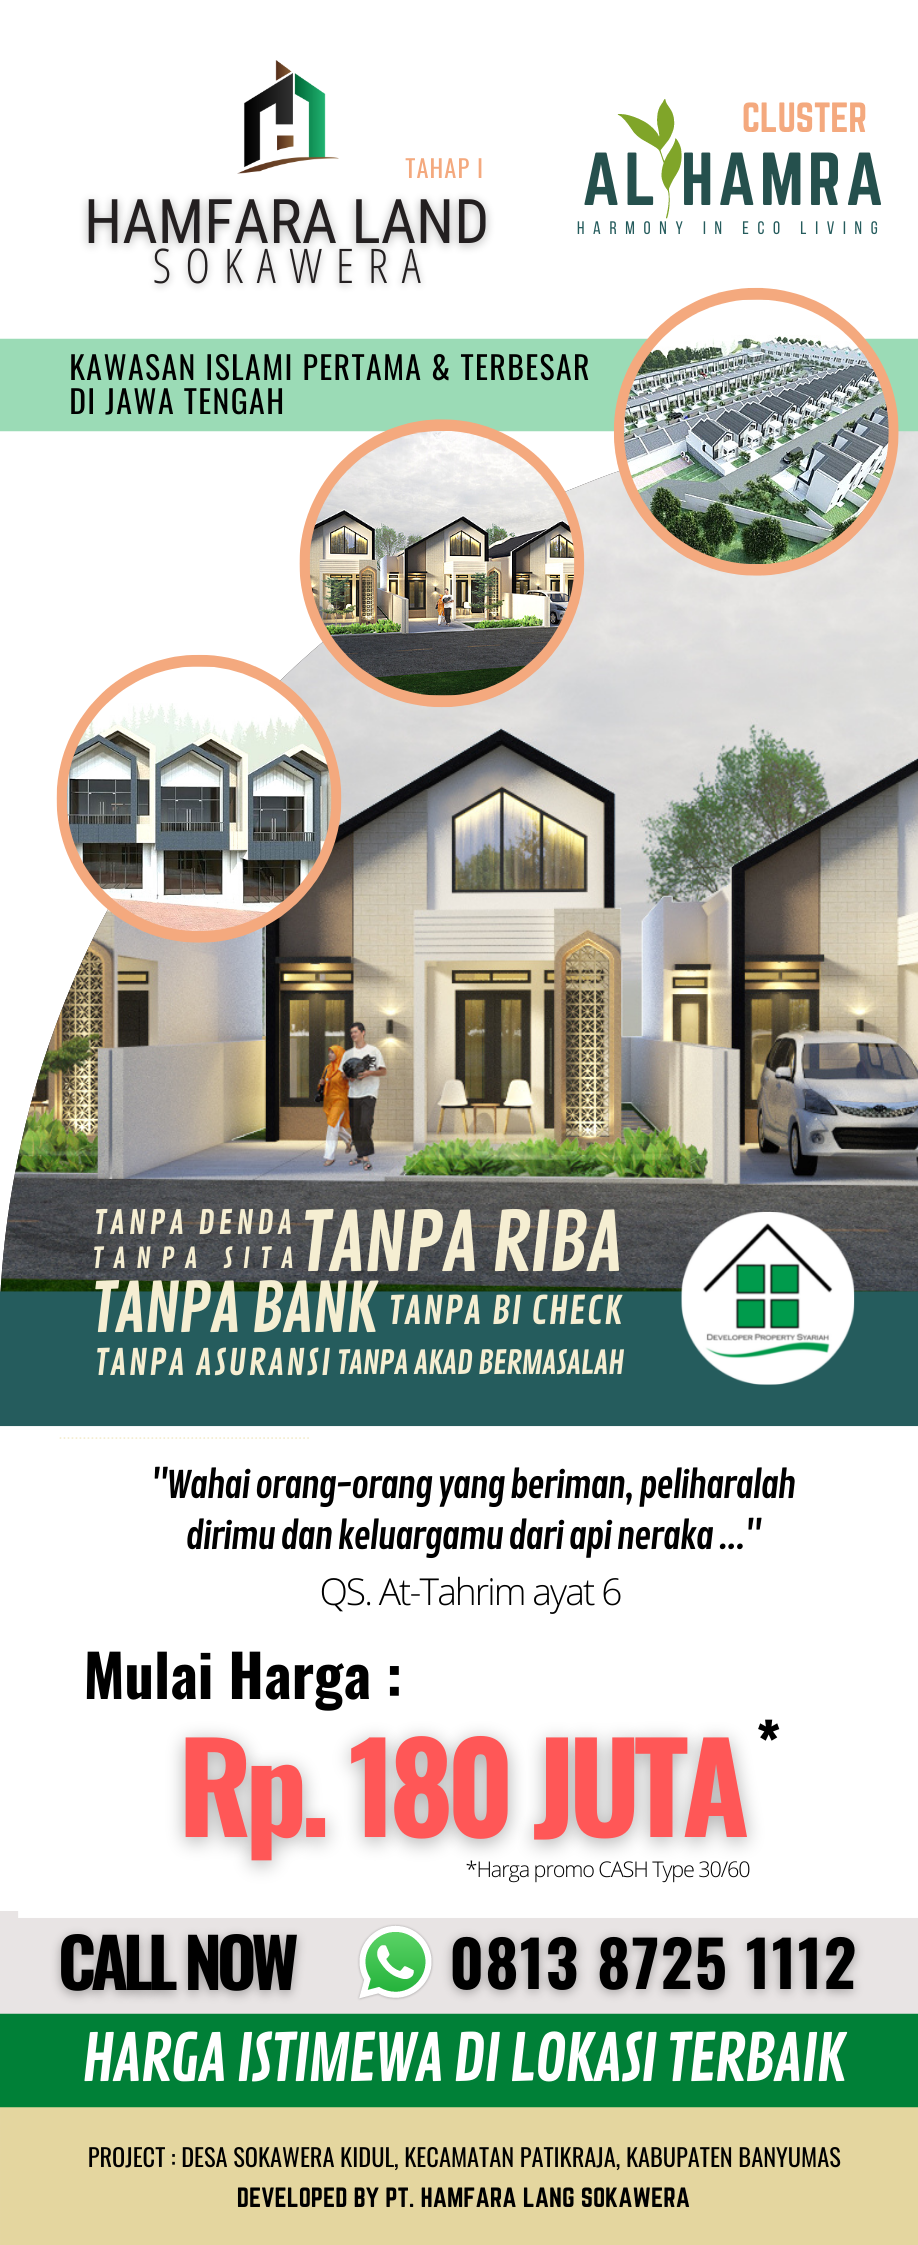 TAHAP I
HAMFARA LAND
SOKAWERA
CLUSTER
AL HAMRA
HARMONY IN ECO LIVING
KAWASAN ISLAMI PERTAMA & TERBESAR
DI JAWA TENGAH
TANPA DENDA
TANPA SITA
TANPA RIBA
TANPA BANK TANPA BI CHECK
TANPA ASURANSI TANPA AKAD BERMASALAH
DEVELOPER PROPERTY SYARIAH
"Wahai orang-orang yang beriman, peliharalah
dirimu dan keluargamu dari api neraka ..."
QS. At-Tahrim ayat 6
Mulai Harga :
Rp. 180 JUTA*
*Harga promo CASH Type 30/60
CALL NOW 0813 8725 1112
HARGA ISTIMEWA DI LOKASI TERBAIK
PROJECT : DESA SOKAWERA KIDUL, KECAMATAN PATIKRAJA, KABUPATEN BANYUMAS
DEVELOPED BY PT. HAMFARA LANG SOKAWERA